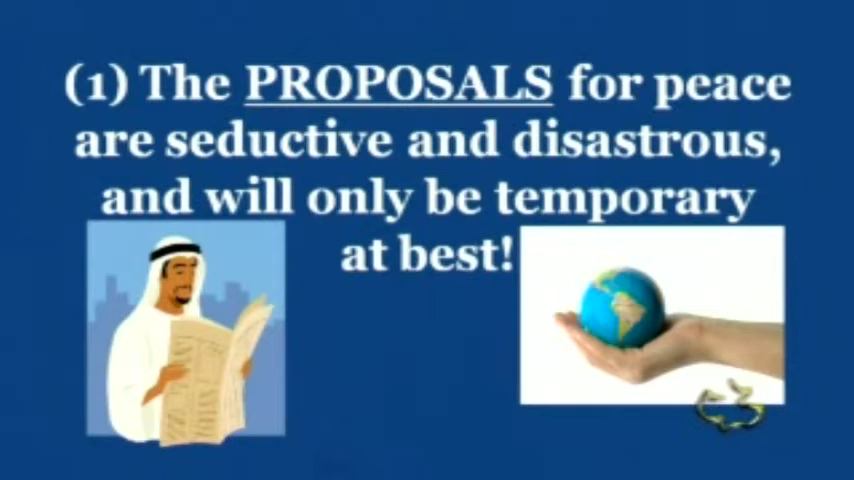 (1) The PROPOSALS for peace
are seductive and disastrous,
and will only be temporary
at best!